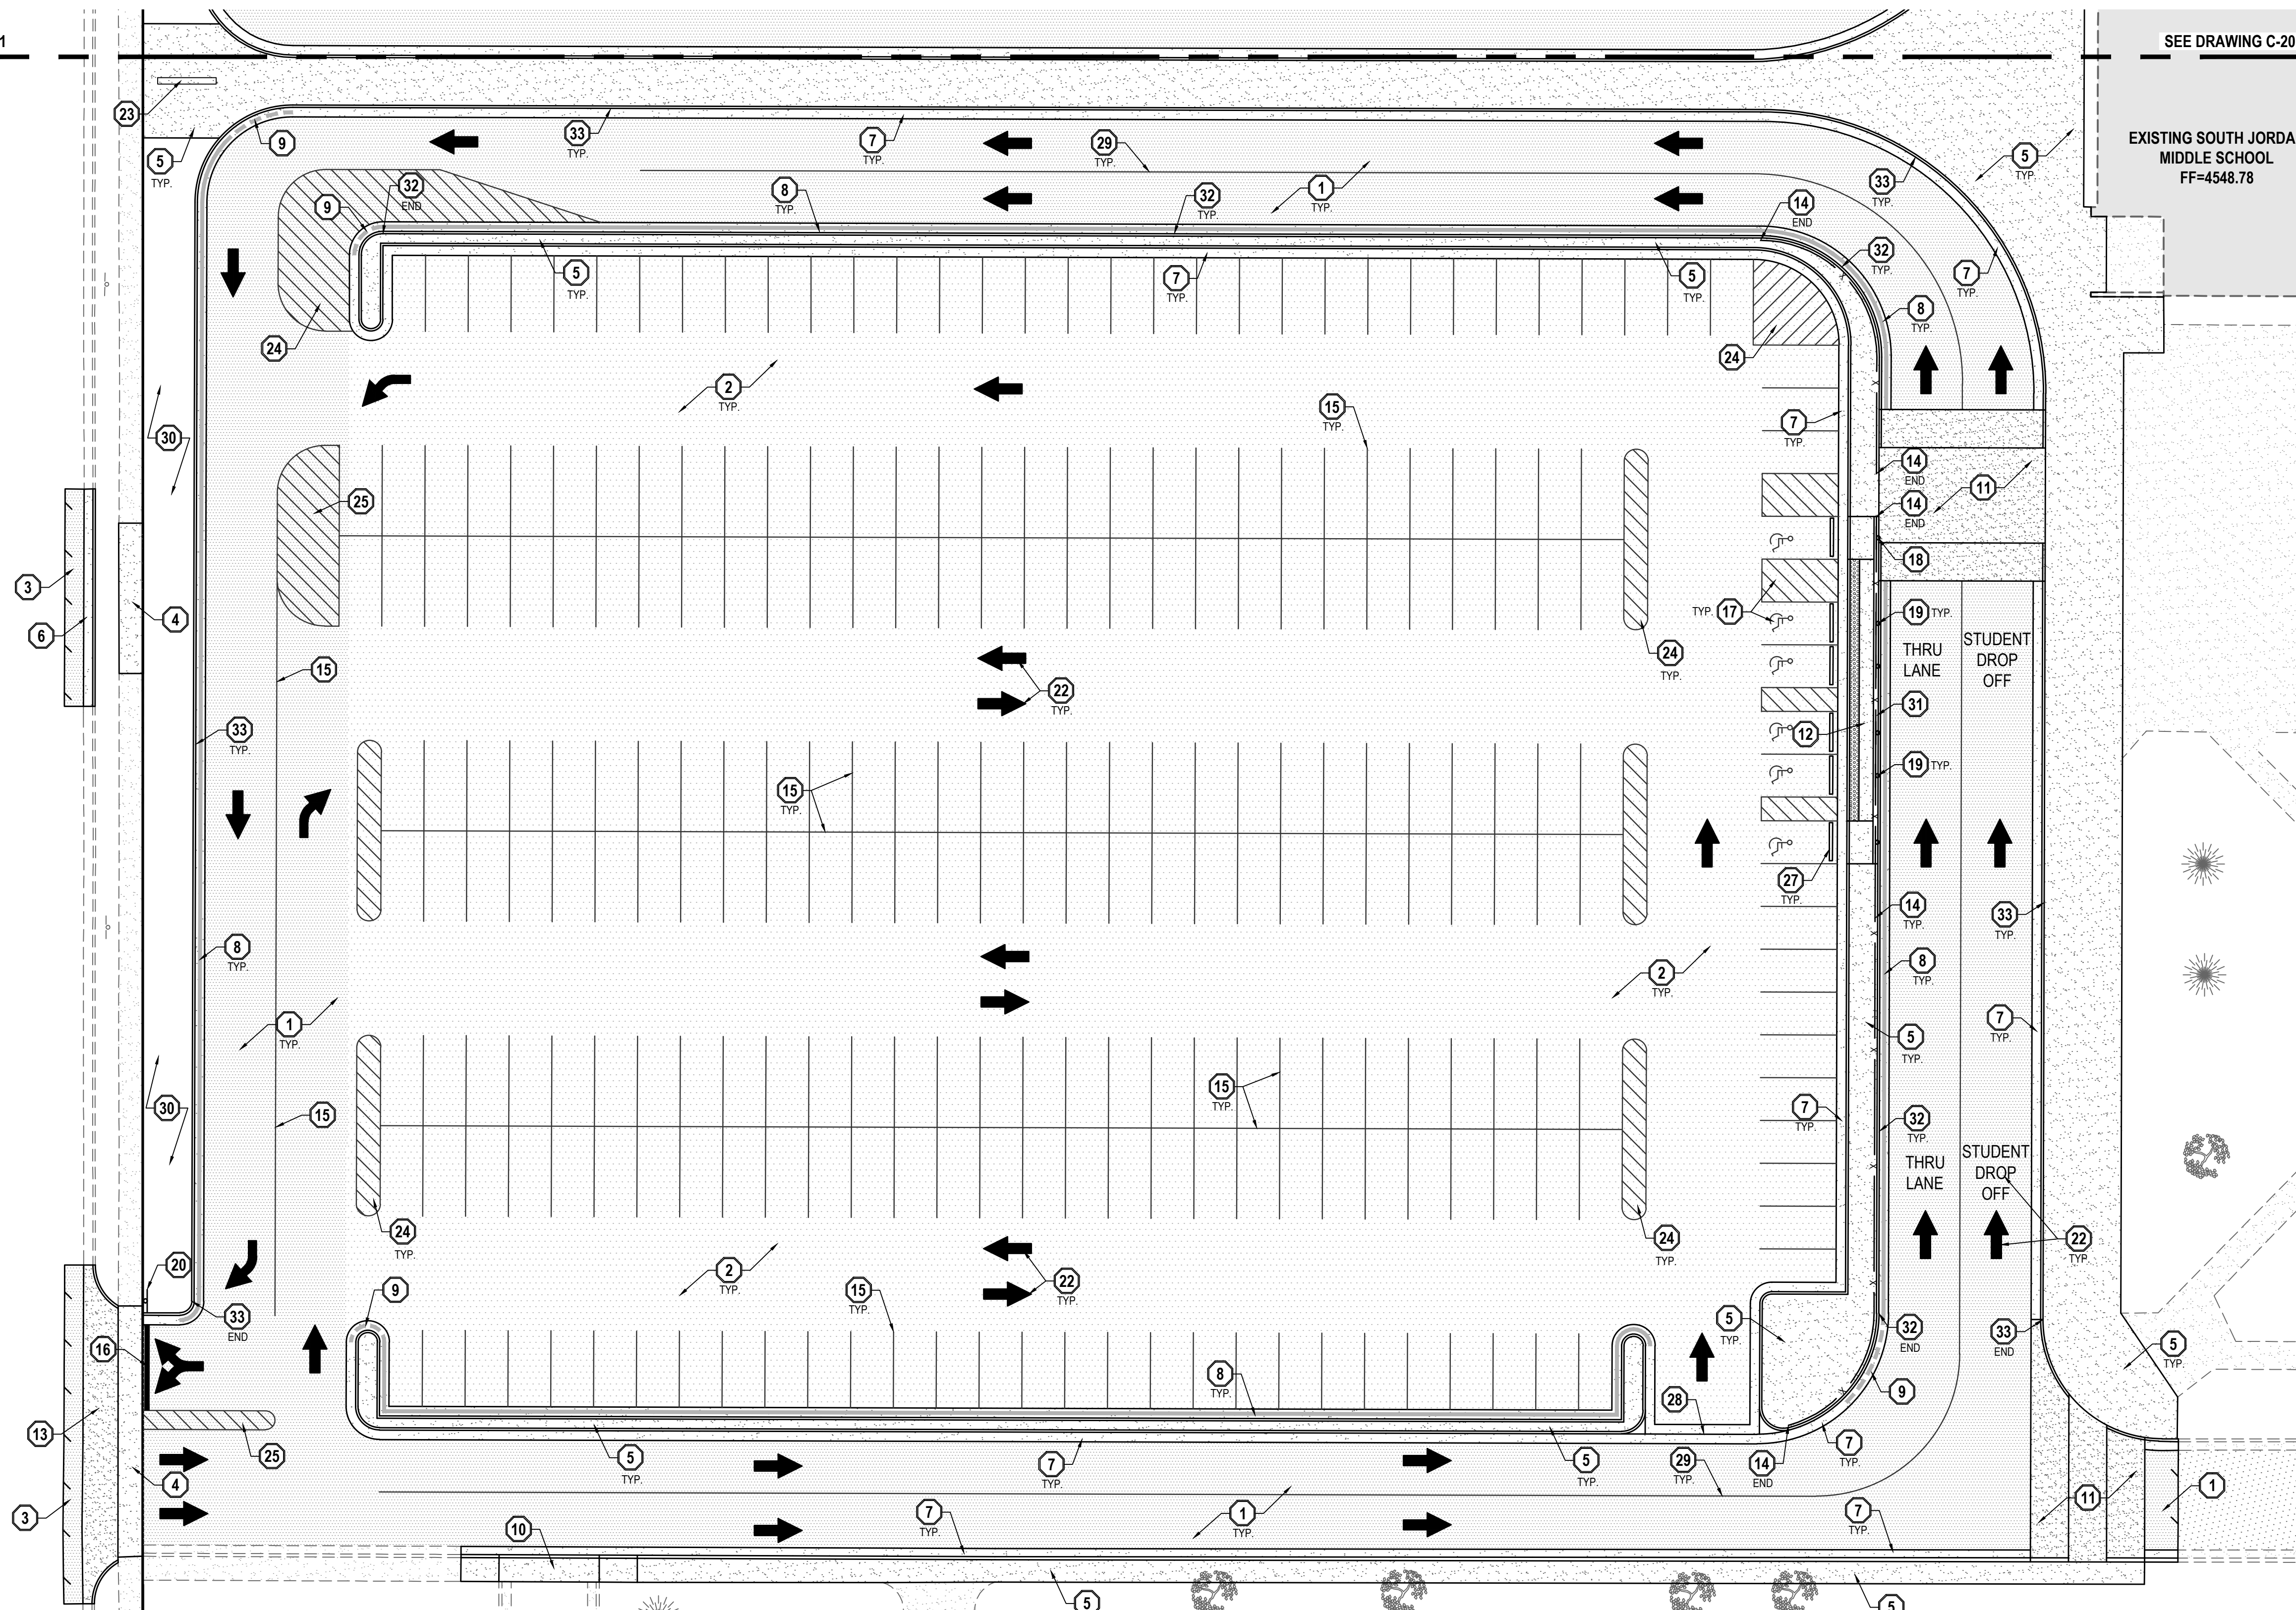 1
SEE DRAWING C-20
23
9
33
TYP.
7
TYP.
29
TYP.
5
TYP.
EXISTING SOUTH JORDA
MIDDLE SCHOOL
FF=4548.78
5
TYP.
33
TYP.
9
32
END
8
TYP.
32
TYP.
1
TYP.
14
END
32
TYP.
5
TYP.
7
TYP.
5
TYP.
7
TYP.
8
TYP.
24
24
2
TYP.
15
TYP.
7
TYP.
30
14
END
11
25
14
END
18
3
4
6
17
TYP.
19
TYP.
THRU
LANE
STUDENT
DROP
OFF
15
24
TYP.
22
TYP.
31
33
TYP.
12
15
TYP.
19
TYP.
27
TYP.
14
TYP.
33
TYP.
8
TYP.
8
TYP.
2
TYP.
1
TYP.
7
TYP.
5
TYP.
30
15
15
TYP.
7
TYP.
32
TYP.
THRU
LANE
STUDENT
DROP
OFF
24
TYP.
24
TYP.
22
TYP.
20
2
TYP.
22
TYP.
9
15
TYP.
33
END
5
TYP.
32
END
33
END
5
TYP.
16
8
TYP.
28
9
13
25
5
TYP.
7
TYP.
5
TYP.
29
TYP.
14
END
7
TYP.
4
3
10
7
TYP.
1
TYP.
7
TYP.
11
1
5
5